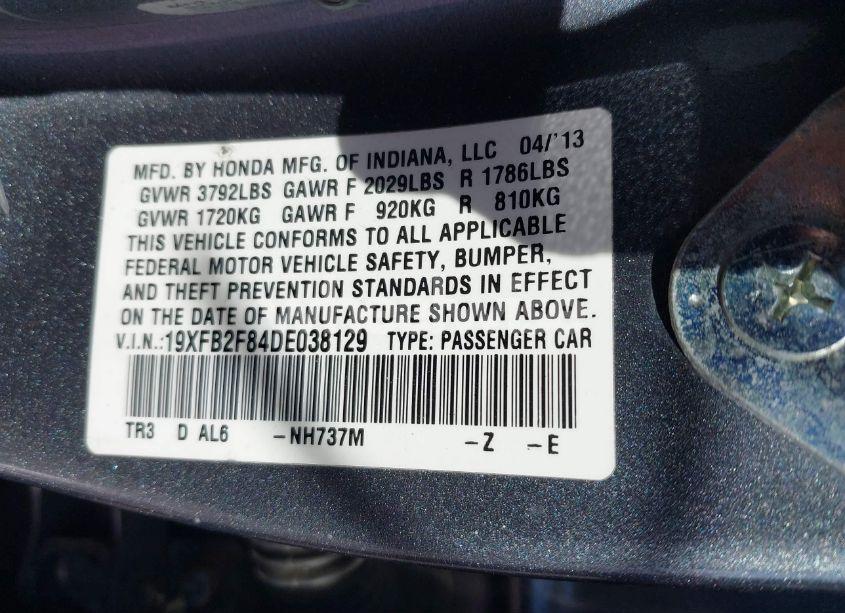 MFD. BY HONDA MFG. OF INDIANA, LLC 04/'13
GVWR 3792LBS GAWR F 2029LBS R 1786LBS
GVWR 1720KG GAWR F 920KG R 810KG
THIS VEHICLE CONFORMS TO ALL APPLICABLE
FEDERAL MOTOR VEHICLE SAFETY, BUMPER,
AND THEFT PREVENTION STANDARDS IN EFFECT
ON THE DATE OF MANUFACTURE SHOWN ABOVE.
V.I.N.:19XFB2F84DE038129 TYPE: PASSENGER CAR
TR3 D AL6 -NH737M -Z -E